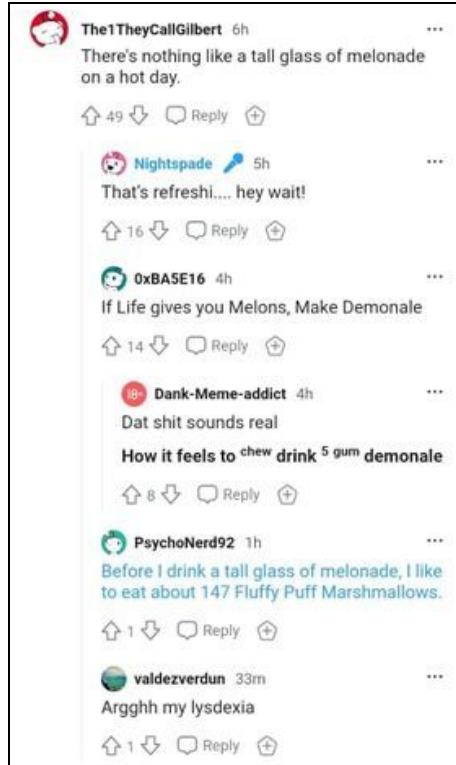 The1TheyCallGilbert 6h
There's nothing like a tall glass of melonade
on a hot day.
49 Reply
Nightspade 5h
That's refreshi.... hey wait!
16 Reply
0xBA5E16 4h
If Life gives you Melons, Make Demonale
14 Reply
18+ Dank-Meme-addict 4h
Dat shit sounds real
How it feels to chew drink 5 gum demonale
8 Reply
PsychoNerd92 1h
Before I drink a tall glass of melonade, I like
to eat about 147 Fluffy Puff Marshmallows.
1 Reply
valdezverdun 33m
Argghh my lysdexia
1 Reply